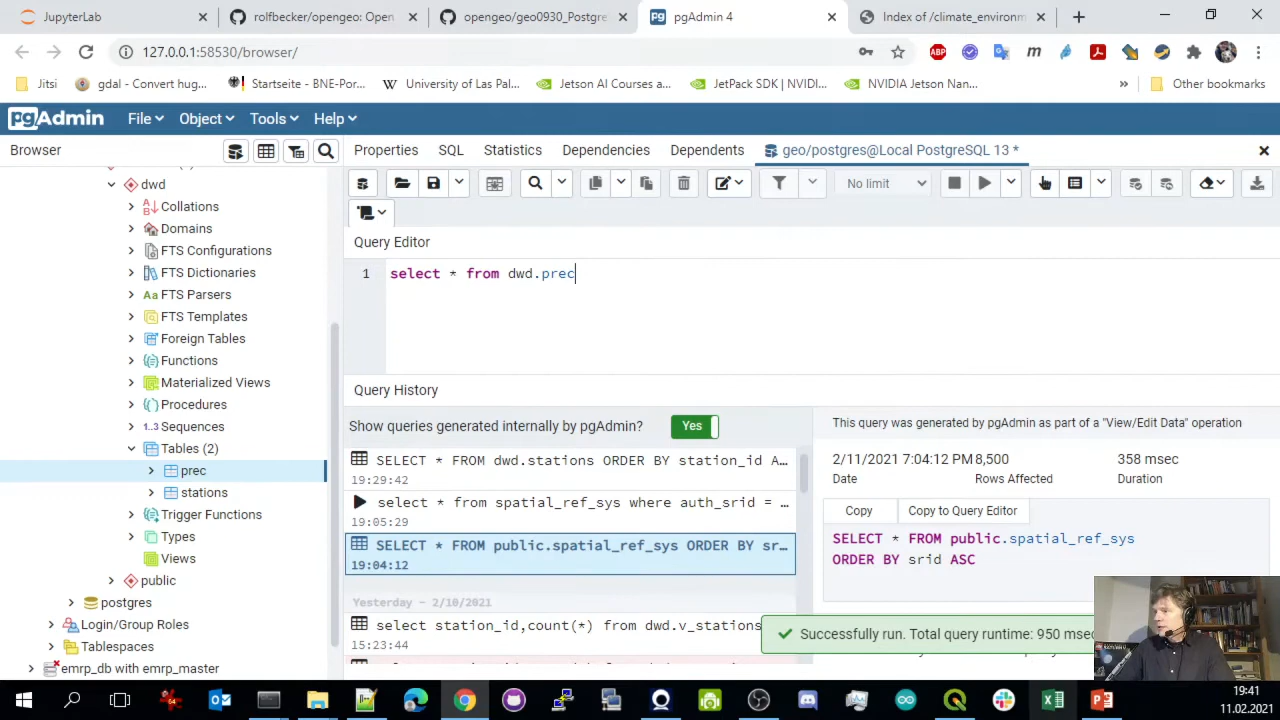 JupyterLab
rolfbecker/opengeo: Open
opengeo/geo0930_Postgre
pgAdmin 4
Index of /climate_environm
127.0.0.1:58530/browser/
Jitsi
gdal - Convert hug...
Startseite - BNE-Por...
University of Las Pal...
Jetson AI Courses a...
JetPack SDK | NVIDI...
NVIDIA Jetson Nan...
»
Other bookmarks
pgAdmin
File
Object
Tools
Help
Browser
Properties
SQL
Statistics
Dependencies
Dependents
geo/postgres@Local PostgreSQL 13 *
No limit
dwd
Collations
Domains
FTS Configurations
FTS Dictionaries
FTS Parsers
FTS Templates
Foreign Tables
Functions
Materialized Views
Procedures
1..3 Sequences
Tables (2)
prec
stations
Trigger Functions
Types
Views
public
postgres
Login/Group Roles
Tablespaces
emrp_db with emrp_master
Query Editor
1 select * from dwd.prec
Query History
Show queries generated internally by pgAdmin? Yes
SELECT * FROM dwd.stations ORDER BY station_id A…
19:29:42
select * from spatial_ref_sys where auth_srid = …
19:05:29
SELECT * FROM public.spatial_ref_sys ORDER BY sr…
19:04:12
Yesterday - 2/10/2021
select station_id,count(*) from dwd.v_stations
15:23:44
This query was generated by pgAdmin as part of a "View/Edit Data" operation
2/11/2021 7:04:12 PM 8,500 358 msec
Date Rows Affected Duration
Copy
Copy to Query Editor
SELECT * FROM public.spatial_ref_sys
ORDER BY srid ASC
Successfully run. Total query runtime: 950 msec
19:41
11.02.2021